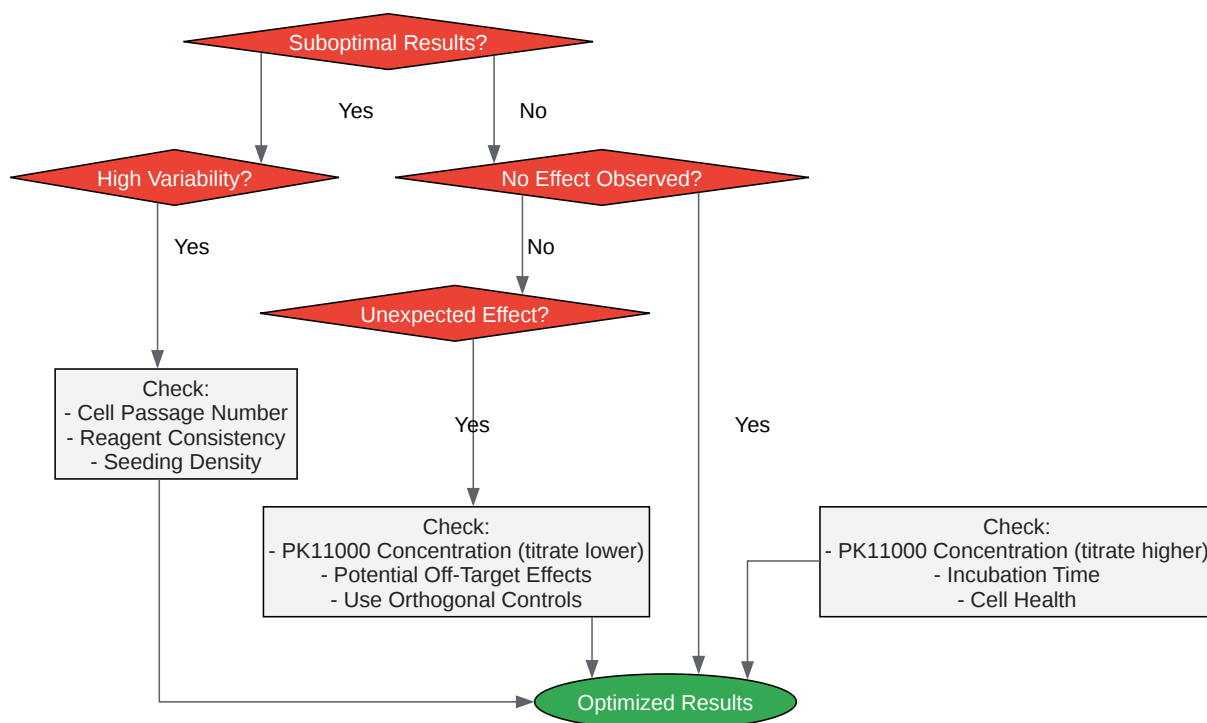 Suboptimal Results?
Yes
No
High Variability?
No Effect Observed?
Yes
No
Unexpected Effect?
Check:
- Cell Passage Number
- Reagent Consistency
- Seeding Density
Yes
Yes
Check:
- PK11000 Concentration (titrate lower)
- Potential Off-Target Effects
- Use Orthogonal Controls
Check:
- PK11000 Concentration (titrate higher)
- Incubation Time
- Cell Health
Optimized Results